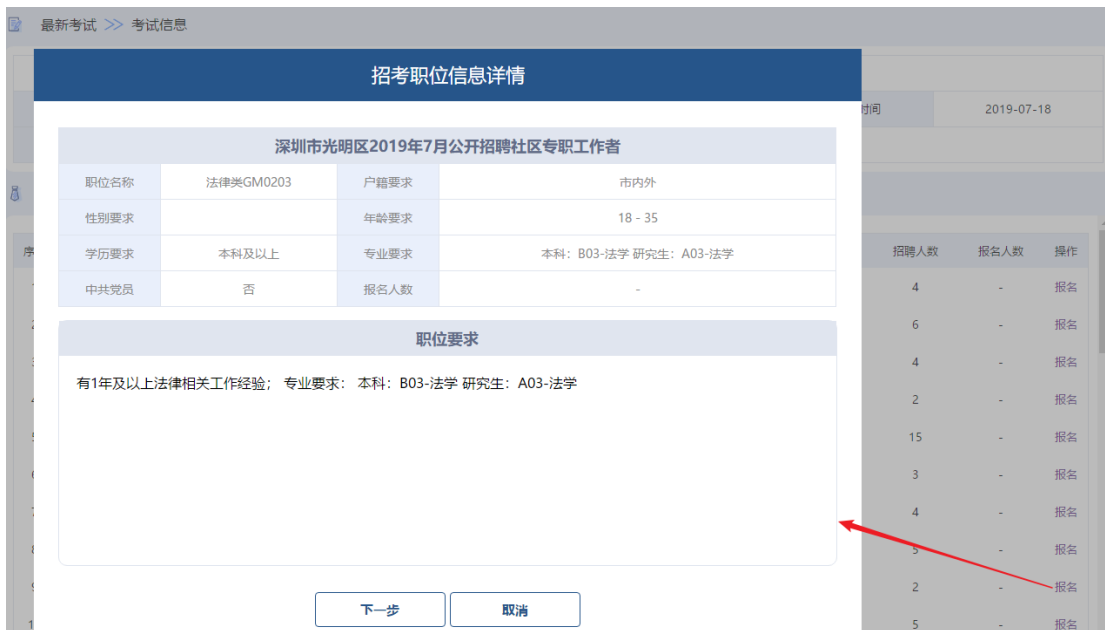 最新考试 >> 考试信息
招考职位信息详情
时间 2019-07-18
深圳市光明区2019年7月公开招聘社区专职工作者
职位名称 法律类GM0203 户籍要求 市内外
性别要求 年龄要求 18 - 35
学历要求 本科及以上 专业要求 本科：B03-法学 研究生：A03-法学
中共党员 否 报名人数 -
序 招聘人数 报名人数 操作
4 - 报名
6 - 报名
4 - 报名
2 - 报名
15 - 报名
3 - 报名
4 - 报名
5 - 报名
2 - 报名
5 - 报名
职位要求
有1年及以上法律相关工作经验； 专业要求： 本科：B03-法学 研究生：A03-法学
下一步 取消